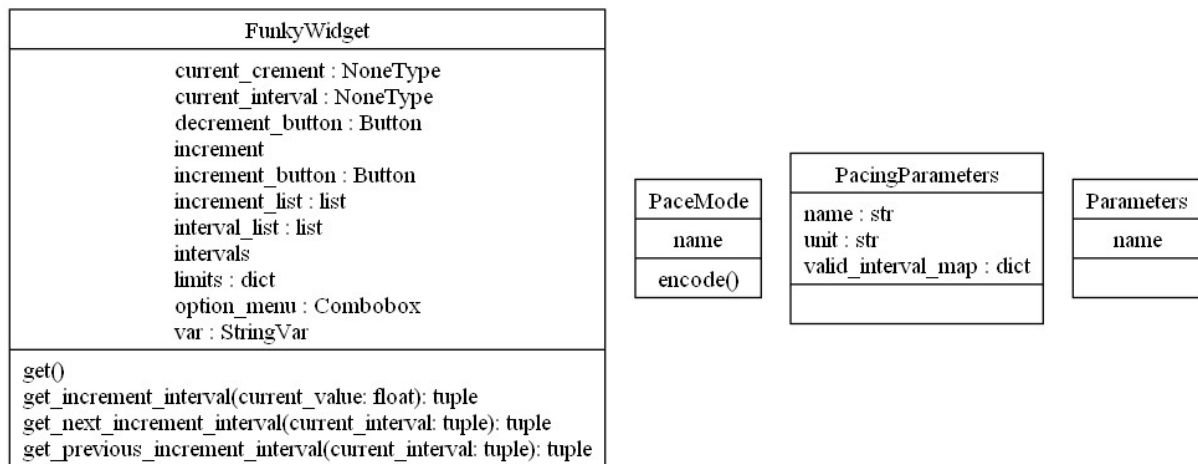 FunkyWidget
current_crement : NoneType
current_interval : NoneType
decrement_button : Button
increment
increment_button : Button
increment_list : list
interval_list : list
intervals
limits : dict
option_menu : Combobox
var : StringVar
get()
get_increment_interval(current_value: float): tuple
get_next_increment_interval(current_interval: tuple): tuple
get_previous_increment_interval(current_interval: tuple): tuple
PaceMode
name
encode()
PacingParameters
name : str
unit : str
valid_interval_map : dict
Parameters
name